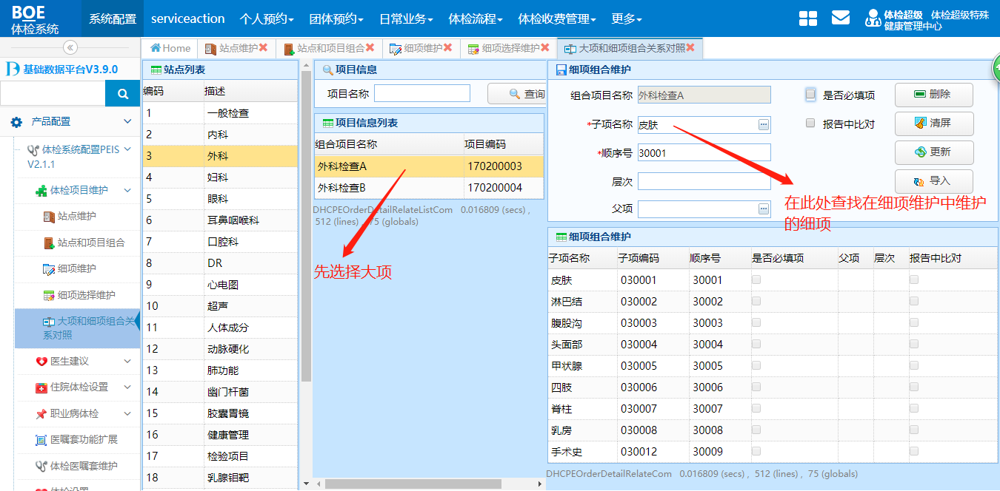 BOE
体检系统
系统配置
serviceaction
个人预约
团体预约
日常业务
体检流程
体检收费管理
更多
体检超级 体检超级特殊
健康管理中心
Home
站点维护
站点和项目组合
细项维护
细项选择维护
大项和细项组合关系对照
基础数据平台V3.9.0
产品配置
体检系统配置PEIS
V2.1.1
体检项目维护
站点维护
站点和项目组合
细项维护
细项选择维护
大项和细项组合关
系对照
医生建议
住院体检设置
职业病体检
医嘱套功能扩展
体检医嘱套维护
体检设置
站点列表
编码 描述
1 一般检查
2 内科
3 外科
4 妇科
5 眼科
6 耳鼻咽喉科
7 口腔科
8 DR
9 心电图
10 超声
11 人体成分
12 动脉硬化
13 肺功能
14 幽门杆菌
15 胶囊胃镜
16 健康管理
17 检验项目
18 乳腺钼靶
项目信息
项目名称
查询
项目信息列表
组合项目名称 项目编码
外科检查A 170200003
外科检查B 170200004
DHCPEOrderDetailRelateListCom 0.016809 (secs) ,
512 (lines) , 75 (globals)
先选择大项
细项组合维护
组合项目名称 外科检查A 是否必填项 删除
*子项名称 皮肤 报告中比对 清屏
*顺序号 30001 更新
层次 导入
父项
在此处查找在细项维护中维护
的细项
细项组合维护
子项名称 子项编码 顺序号 是否必填项 父项 层次 报告中比对
皮肤 030001 30001
淋巴结 030002 30002
腹股沟 030003 30003
头面部 030004 30004
甲状腺 030005 30005
四肢 030006 30006
脊柱 030007 30007
乳房 030008 30008
手术史 030012 30009
DHCPEOrderDetailRelateCom 0.016809 (secs) , 512 (lines) , 75 (globals)